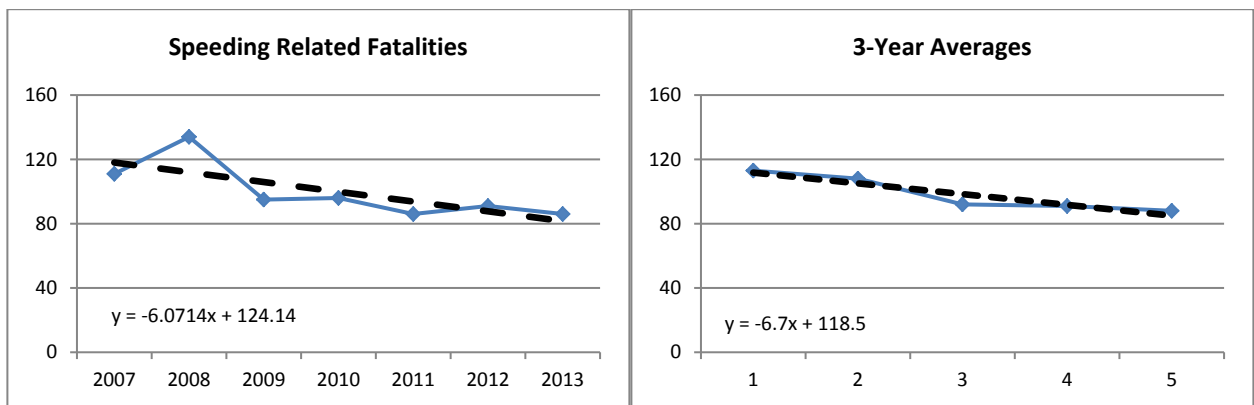 Speeding Related Fatalities
160
120
80
40
0
y = -6.0714x + 124.14
2007 2008 2009 2010 2011 2012 2013
3-Year Averages
160
120
80
40
0
y = -6.7x + 118.5
1 2 3 4 5